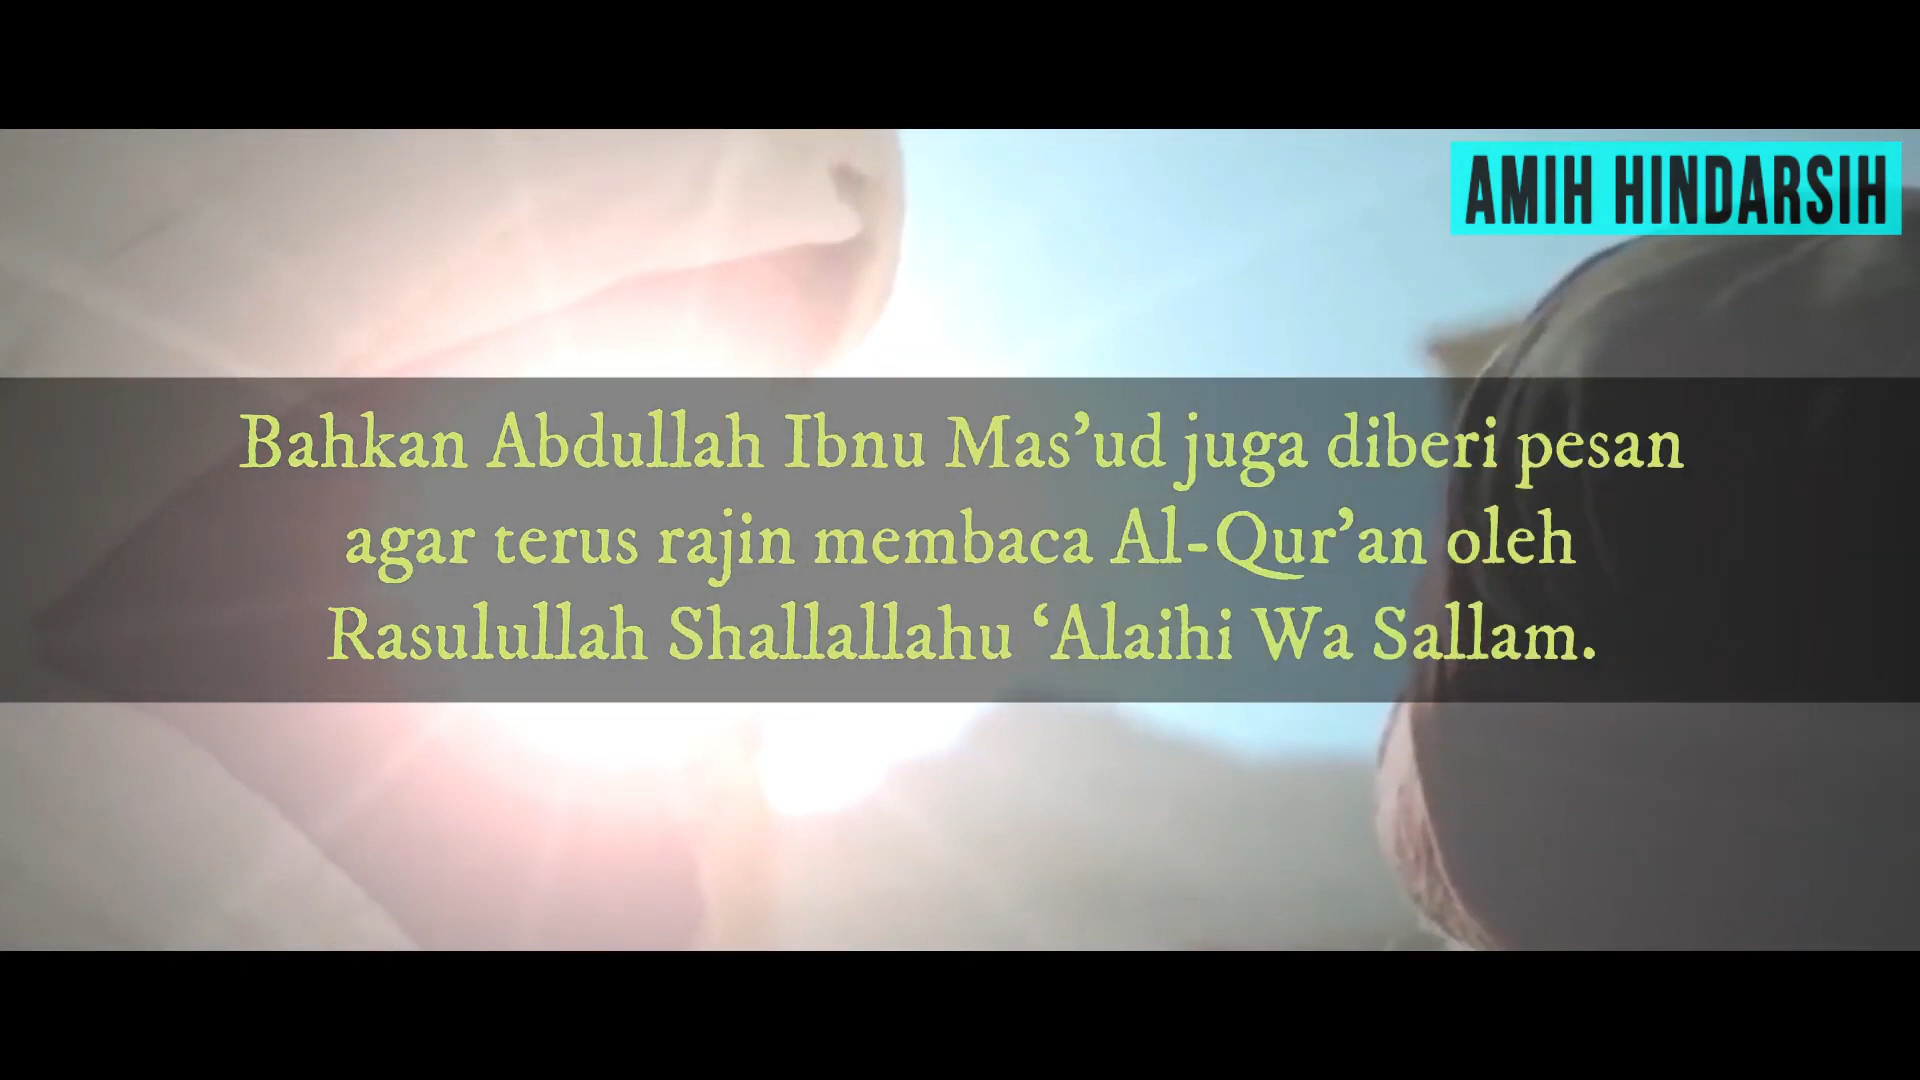 AMIH HINDARSIH
Bahkan Abdullah Ibnu Mas’ud juga diberi pesan
agar terus rajin membaca Al-Qur’an oleh
Rasulullah Shallallahu ‘Alaihi Wa Sallam.